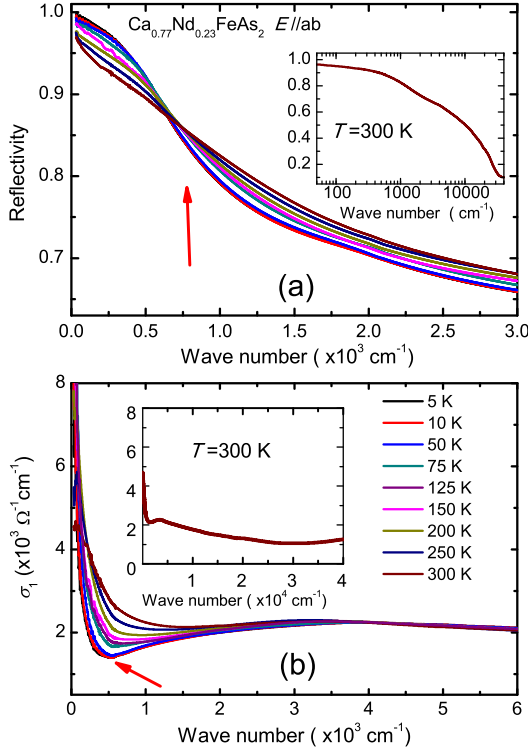 Ca0.77Nd0.23FeAs2 E//ab
1.0
0.9
0.8
0.7
Reflectivity
1.0
0.8
0.6
0.4
0.2
T=300 K
100 1000 10000
Wave number ( cm-1)
(a)
0.0 0.5 1.0 1.5 2.0 2.5 3.0
Wave number ( x10³ cm-1)
8
6
4
2
σ1 (x10³ Ω-1cm-1)
8
6
4
2
0
T=300 K
1 2 3 4
Wave number ( x10⁴ cm-1)
5 K
10 K
50 K
75 K
125 K
150 K
200 K
250 K
300 K
(b)
0 1 2 3 4 5 6
Wave number ( x10³ cm-1)